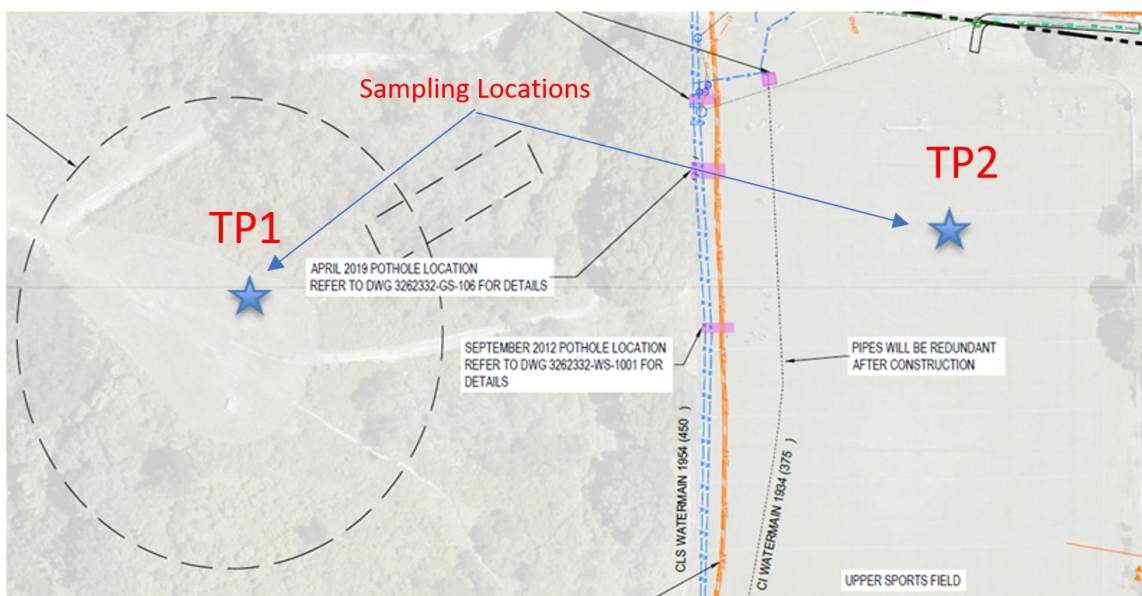 Sampling Locations
TP1
TP2
APRIL 2019 POTHOLE LOCATION
REFER TO DWG 3262332-GS-106 FOR DETAILS
SEPTEMBER 2012 POTHOLE LOCATION
REFER TO DWG 3262332-WS-1001 FOR
DETAILS
PIPES WILL BE REDUNDANT
AFTER CONSTRUCTION
CLS WATERMAIN 1954 (450 )
CI WATERMAIN 1934 (375 )
UPPER SPORTS FIELD